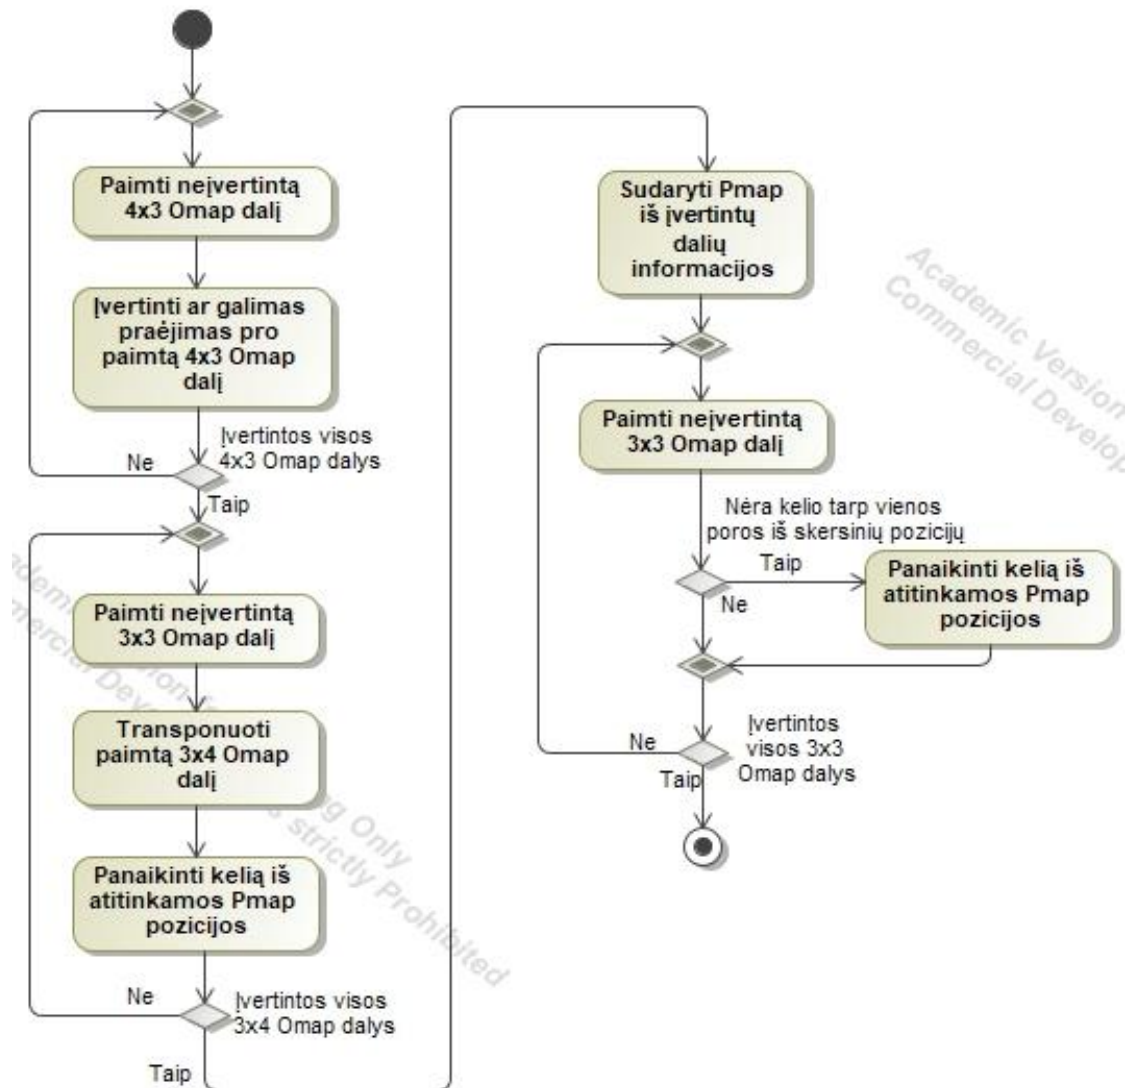 Paimti neįvertintą
4x3 Omap dalį
Įvertinti ar galimas
praėjimas pro
paimtą 4x3 Omap
dalį
Įvertintos visos
4x3 Omap dalys
Ne
Taip
Paimti neįvertintą
3x3 Omap dalį
Transponuoti
paimtą 3x4 Omap
dalį
Panaikinti kelią iš
atitinkamos Pmap
pozicijos
Ne
Įvertintos visos
3x4 Omap dalys
Taip
Sudaryti Pmap
iš įvertintų
dalių
informacijos
Paimti neįvertintą
3x3 Omap dalį
Nėra kelio tarp vienos
poros iš skersinių pozicijų
Taip
Ne
Panaikinti kelią iš
atitinkamos Pmap
pozicijos
Įvertintos
visos 3x3
Omap dalys
Ne
Taip
Academic Version
Commercial Develop
ng Only
s strictly Prohibited